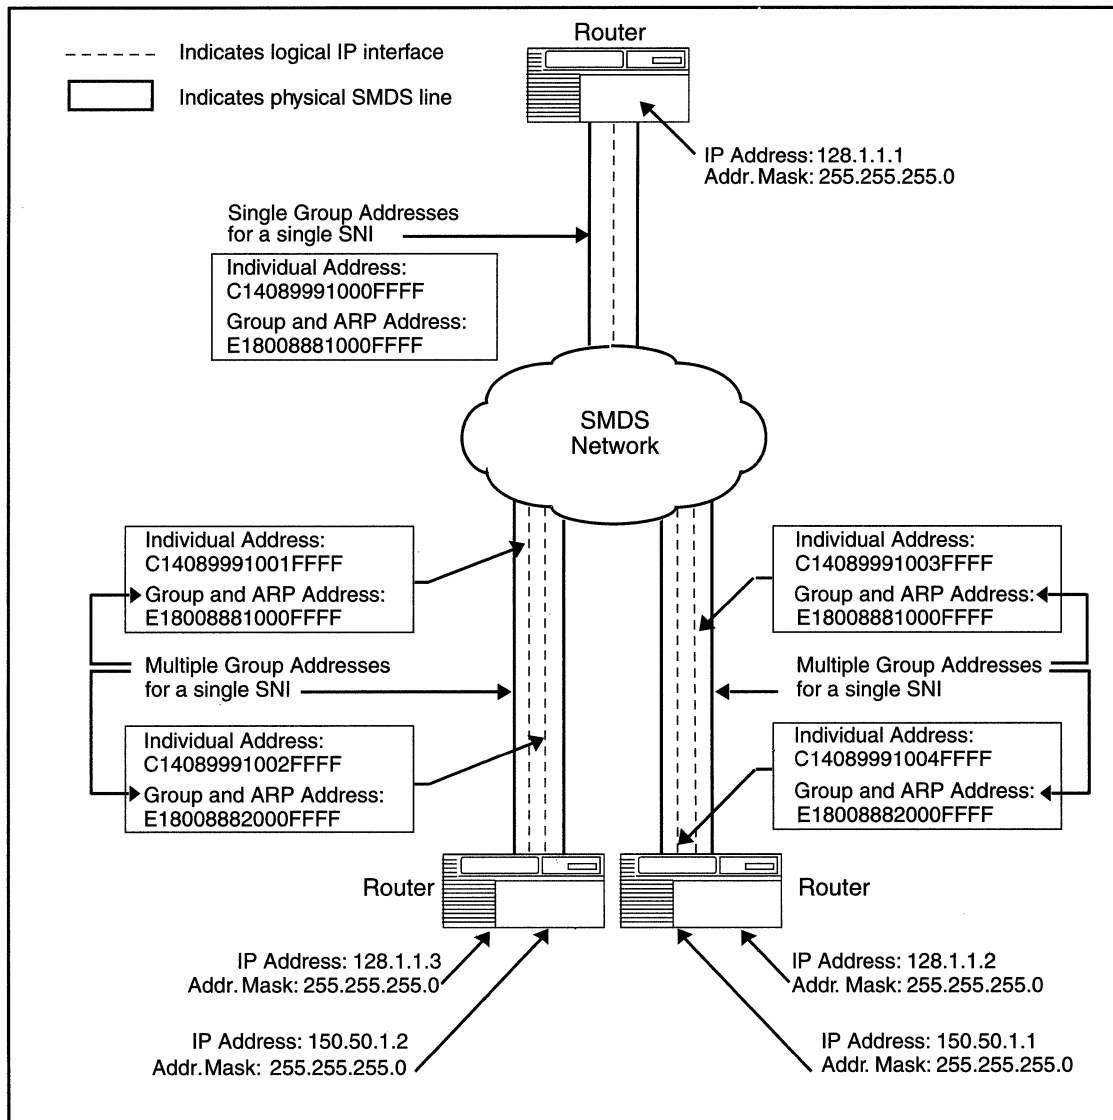 Router
Indicates logical IP interface
Indicates physical SMDS line
IP Address: 128.1.1.1
Addr. Mask: 255.255.255.0
Single Group Addresses
for a single SNI
Individual Address:
C14089991000FFFF
Group and ARP Address:
E18008881000FFFF
SMDS
Network
Individual Address:
C14089991001FFFF
Group and ARP Address:
E18008881000FFFF
Multiple Group Addresses
for a single SNI
Individual Address:
C14089991002FFFF
Group and ARP Address:
E18008882000FFFF
Individual Address:
C14089991003FFFF
Group and ARP Address:
E18008881000FFFF
Multiple Group Addresses
for a single SNI
Individual Address:
C14089991004FFFF
Group and ARP Address:
E18008882000FFFF
Router
Router
IP Address: 128.1.1.3
Addr. Mask: 255.255.255.0
IP Address: 128.1.1.2
Addr. Mask: 255.255.255.0
IP Address: 150.50.1.2
Addr. Mask: 255.255.255.0
IP Address: 150.50.1.1
Addr. Mask: 255.255.255.0